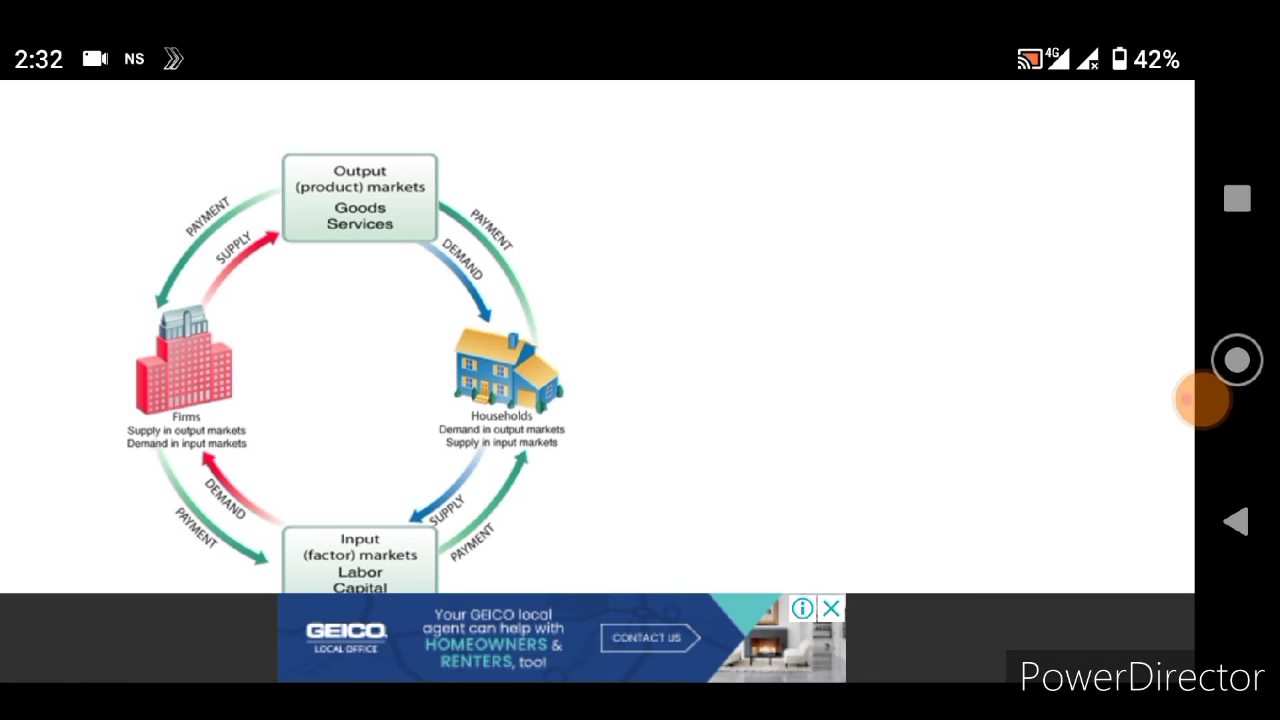 2:32 NS 4G 42%
Output
(product) markets
Goods
Services
PAYMENT
SUPPLY
PAYMENT
DEMAND
Firms
Supply in output markets
Demand in input markets
Households
Demand in output markets
Supply in input markets
DEMAND
PAYMENT
SUPPLY
PAYMENT
Input
(factor) markets
Labor
Capital
GEICO
LOCAL OFFICE
Your GEICO local
agent can help with
HOMEOWNERS &
RENTERS, too!
CONTACT US
PowerDirector